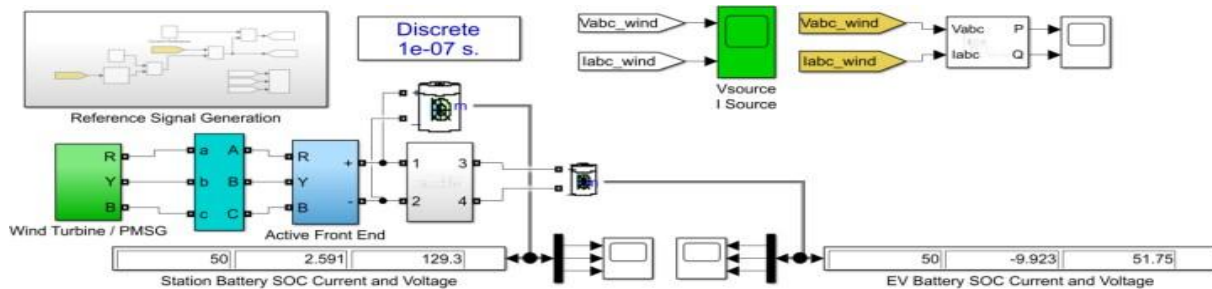 Discrete
1e-07 s.
Vabc_wind
Iabc_wind
Vsource
I Source
Vabc_wind
Iabc_wind
Vabc
Iabc
P
Q
Reference Signal Generation
m
R
Y
B
a
b
c
A
B
C
R
Y
B
+
-
1
2
3
4
Wind Turbine / PMSG
Active Front End
50 2.591 129.3
Station Battery SOC Current and Voltage
50 -9.923 51.75
EV Battery SOC Current and Voltage